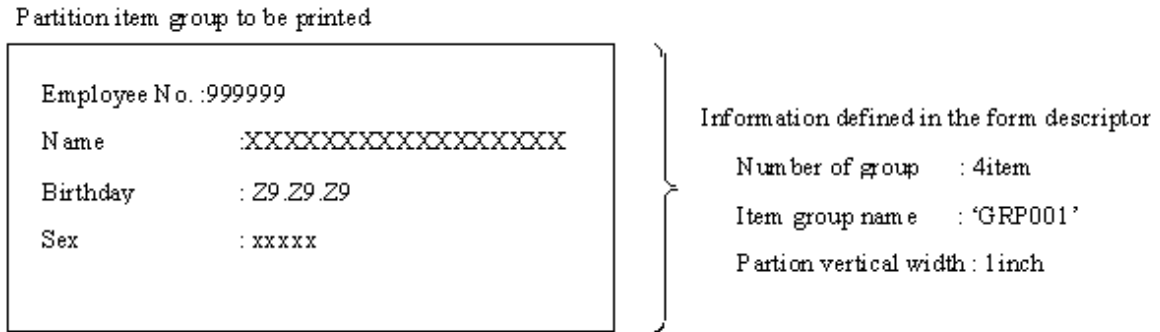 Partition item group to be printed
Employee No. :999999
Name :XXXXXXXXXXXXXXXXXX
Birthday : Z9.Z9.Z9
Sex : xxxxx
Information defined in the form descriptor
Number of group : 4item
Item group name : ‘GRP001’
Partion vertical width : 1inch